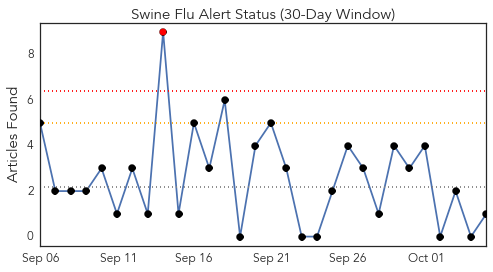 Swine Flu Alert Status (30-Day Window)
Articles Found
8
6
4
2
0
Sep 06 Sep 11 Sep 16 Sep 21 Sep 26 Oct 01